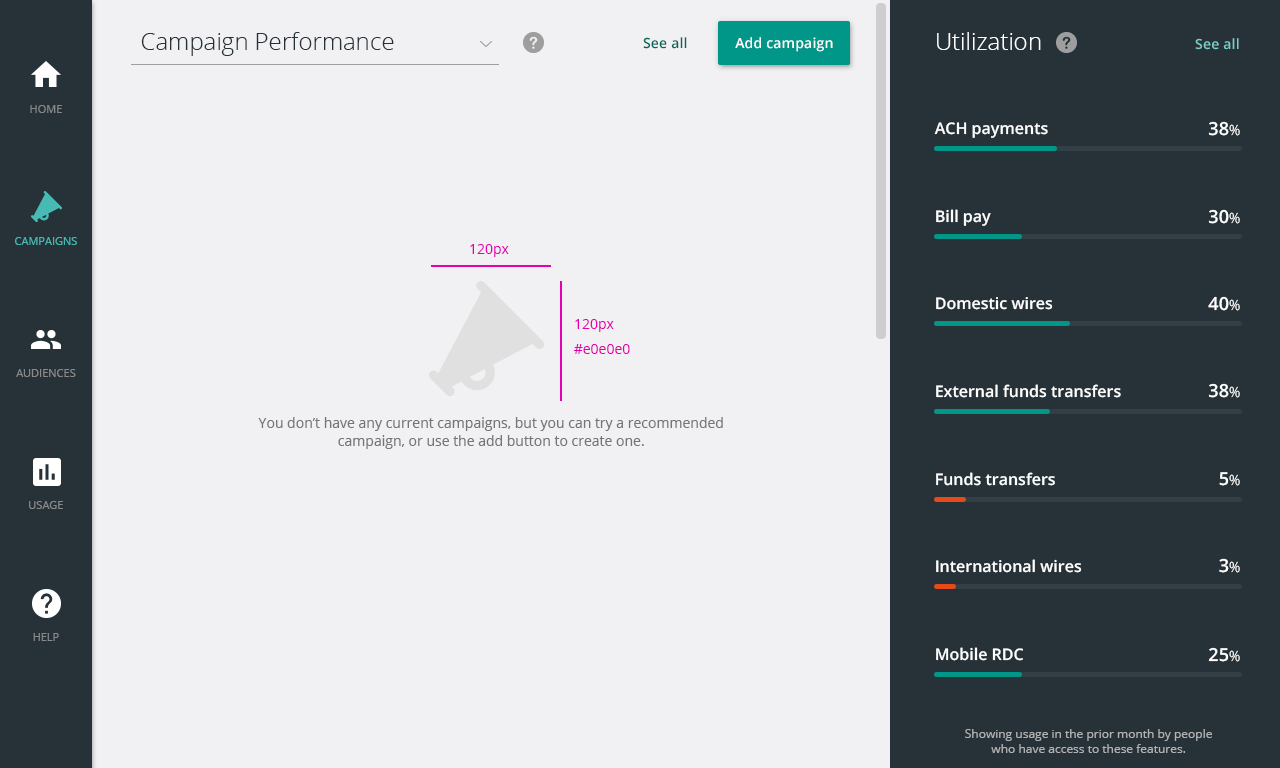 HOME
CAMPAIGNS
AUDIENCES
USAGE
HELP
Campaign Performance
?
See all
Add campaign
120px
120px
#e0e0e0
You don’t have any current campaigns, but you can try a recommended
campaign, or use the add button to create one.
Utilization
?
See all
ACH payments 38%
Bill pay 30%
Domestic wires 40%
External funds transfers 38%
Funds transfers 5%
International wires 3%
Mobile RDC 25%
Showing usage in the prior month by people
who have access to these features.